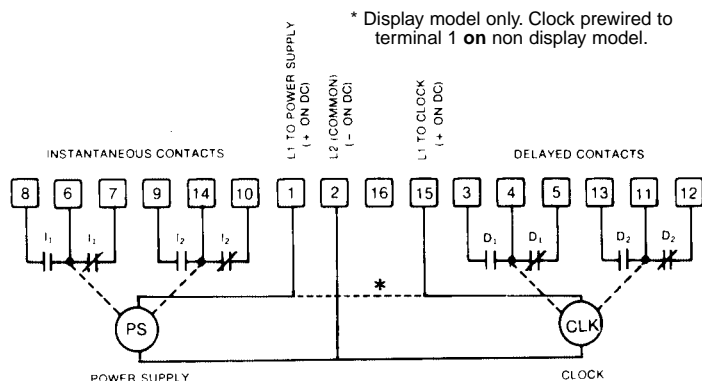 * Display model only. Clock prewired to
terminal 1 on non display model.
L1 TO POWER SUPPLY
(+ ON DC)
L2 (COMMON)
(− ON DC)
L1 TO CLOCK
(+ ON DC)
INSTANTANEOUS CONTACTS
DELAYED CONTACTS
8 6 7 9 14 10 1 2 16 15 3 4 5 13 11 12
I₁ I₁ I₂ I₂ D₁ D₁ D₂ D₂
*
PS CLK
POWER SUPPLY CLOCK